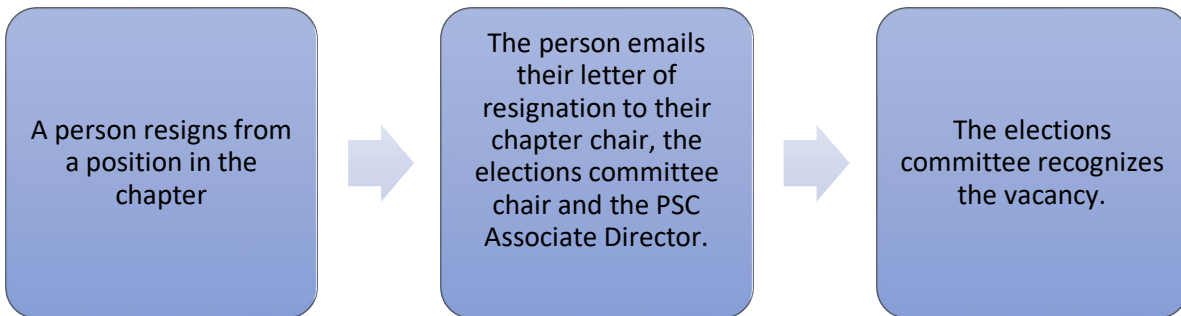 A person resigns from
a position in the
chapter
The person emails
their letter of
resignation to their
chapter chair, the
elections committee
chair and the PSC
Associate Director.
The elections
committee recognizes
the vacancy.